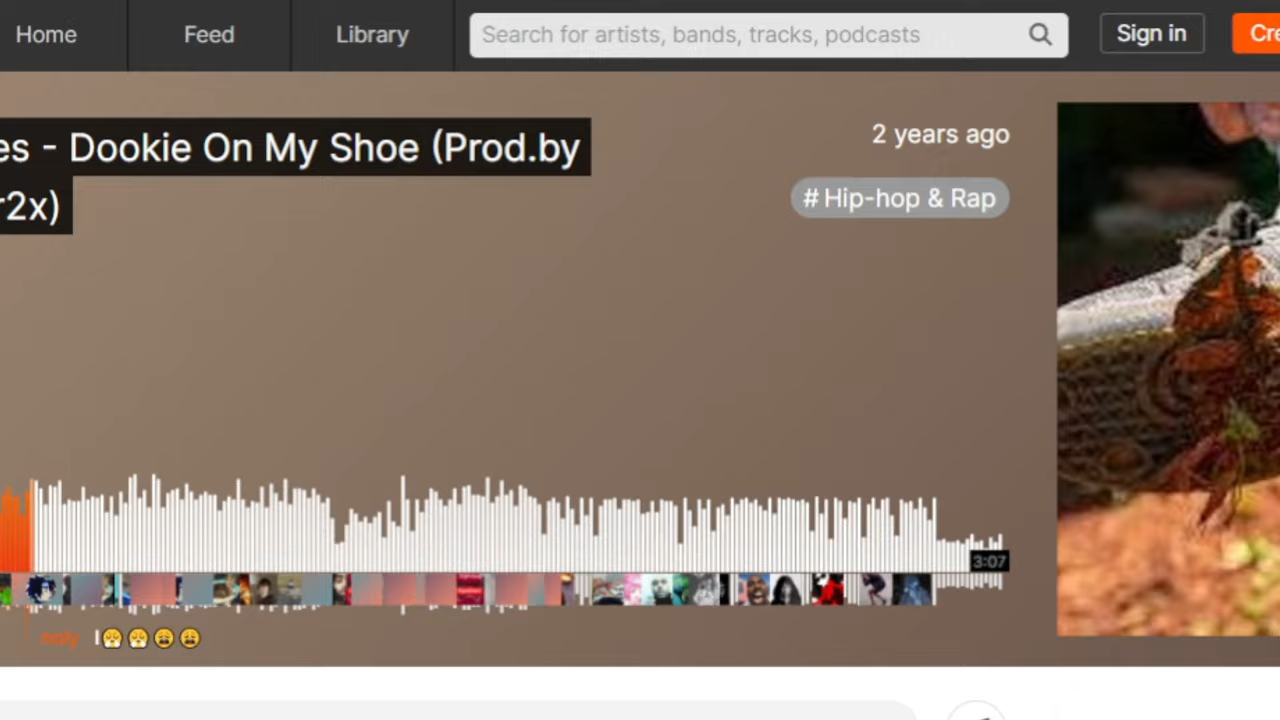 Home Feed Library Search for artists, bands, tracks, podcasts Sign in Cre
es - Dookie On My Shoe (Prod.by
r2x)
2 years ago
# Hip-hop & Rap
3:07